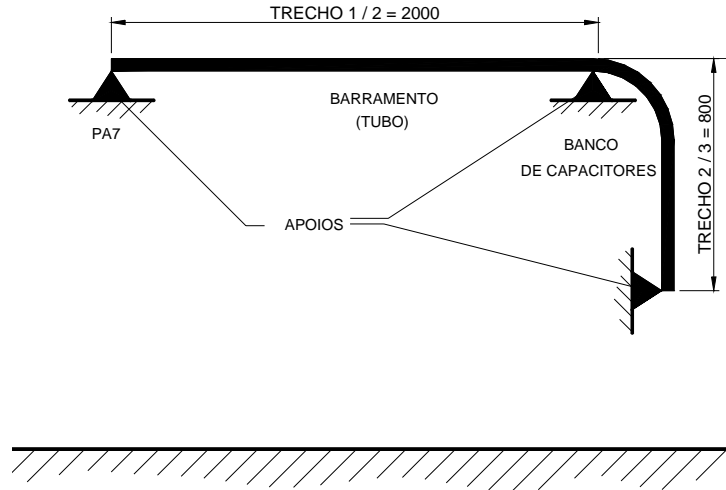 TRECHO 1 / 2 = 2000
BARRAMENTO
(TUBO)
PA7
BANCO
DE CAPACITORES
TRECHO 2 / 3 = 800
APOIOS